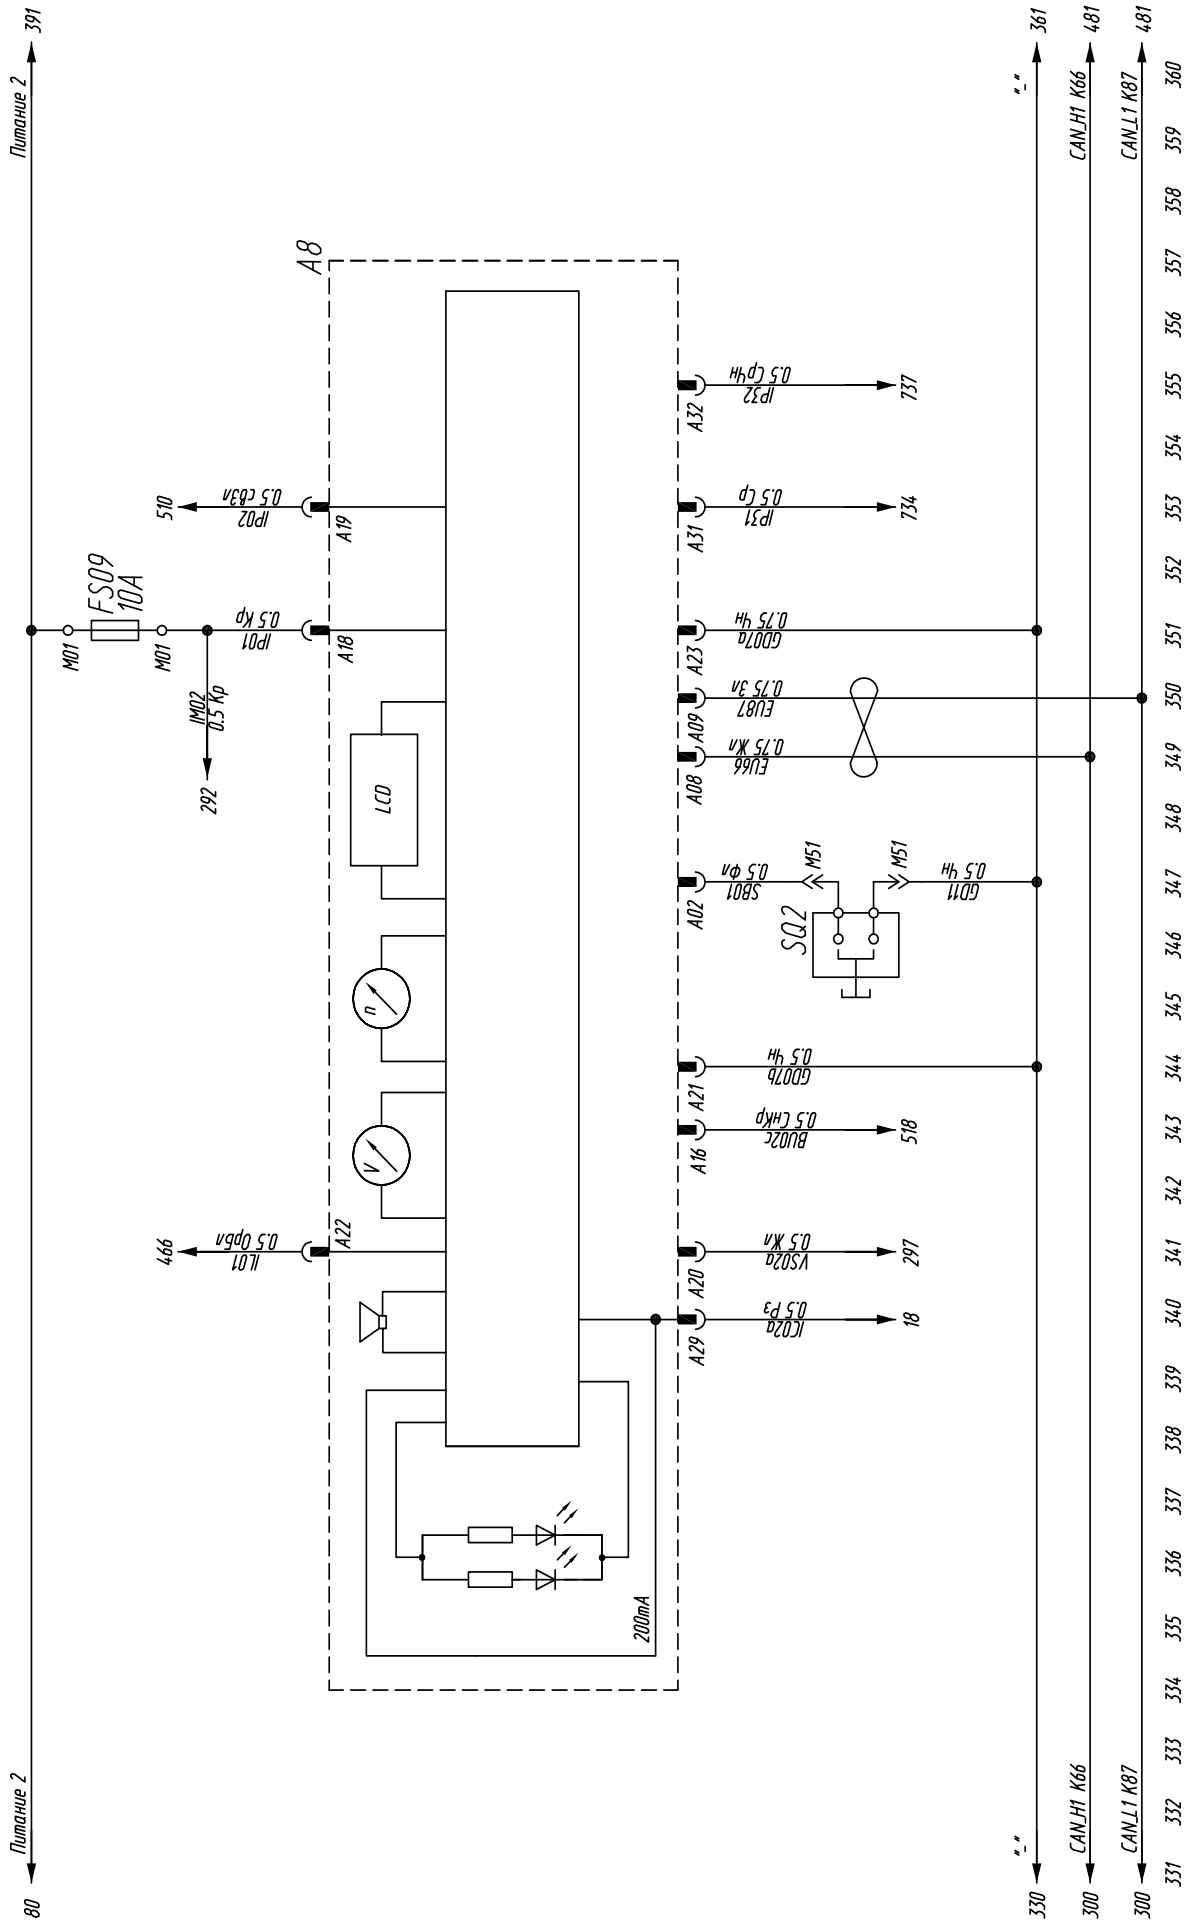 80
Питание 2
Питание 2
391
M01
FS09
10A
M01
IM02
0.5 Кр
292
466
IL01
0.5 ОрБл
A22
IP01
0.5 Кр
A18
510
IP02
0.5 свЗл
A19
A8
V
n
LCD
200mA
A29
IC02a
0.5 Рз
18
A20
VS02a
0.5 Жл
297
A16
BU02c
0.5 СнКр
518
A21
GD07b
0.5 Чн
A02
SB01
0.5 Фл
M51
SQ2
M51
GD11
0.5 Чн
A08
EU66
0.75 Жл
A09
EU87
0.75 Зл
A23
GD07a
0.75 Чн
A31
IP31
0.5 Ср
734
A32
IP32
0.5 СрЧн
737
330
"-"
"-"
361
300
CAN_H1 K66
CAN_H1 K66
481
300
CAN_L1 K87
CAN_L1 K87
481
331
332
333
334
335
336
337
338
339
340
341
342
343
344
345
346
347
348
349
350
351
352
353
354
355
356
357
358
359
360